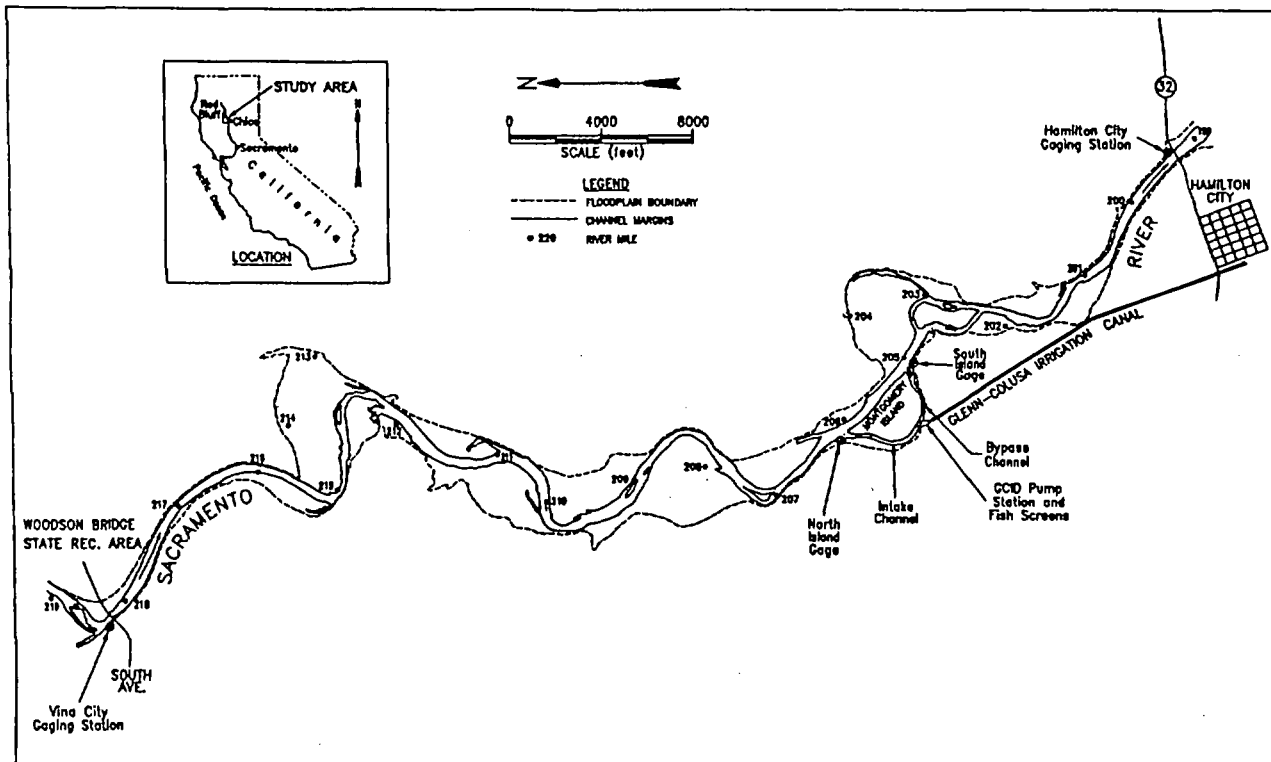 STUDY AREA
N
Red
Bluff
Chico
Sacramento
Pacific Ocean
California
LOCATION
N
0 4000 8000
SCALE (feet)
LEGEND
FLOODPLAIN BOUNDARY
CHANNEL MARGINS
220 RIVER MILE
32
Hamilton City
Gaging Station
199
HAMILTON
CITY
200
RIVER
201
202
203
204
205
South
Island
Gage
GLENN-COLUSA IRRIGATION CANAL
MONTGOMERY
ISLAND
206
Bypass
Channel
GCID Pump
Station and
Fish Screens
Intake
Channel
North
Island
Gage
207
208
209
210
211
212
213
214
215
216
217
SACRAMENTO
WOODSON BRIDGE
STATE REC. AREA
218
219
SOUTH
AVE.
Vina City
Gaging Station